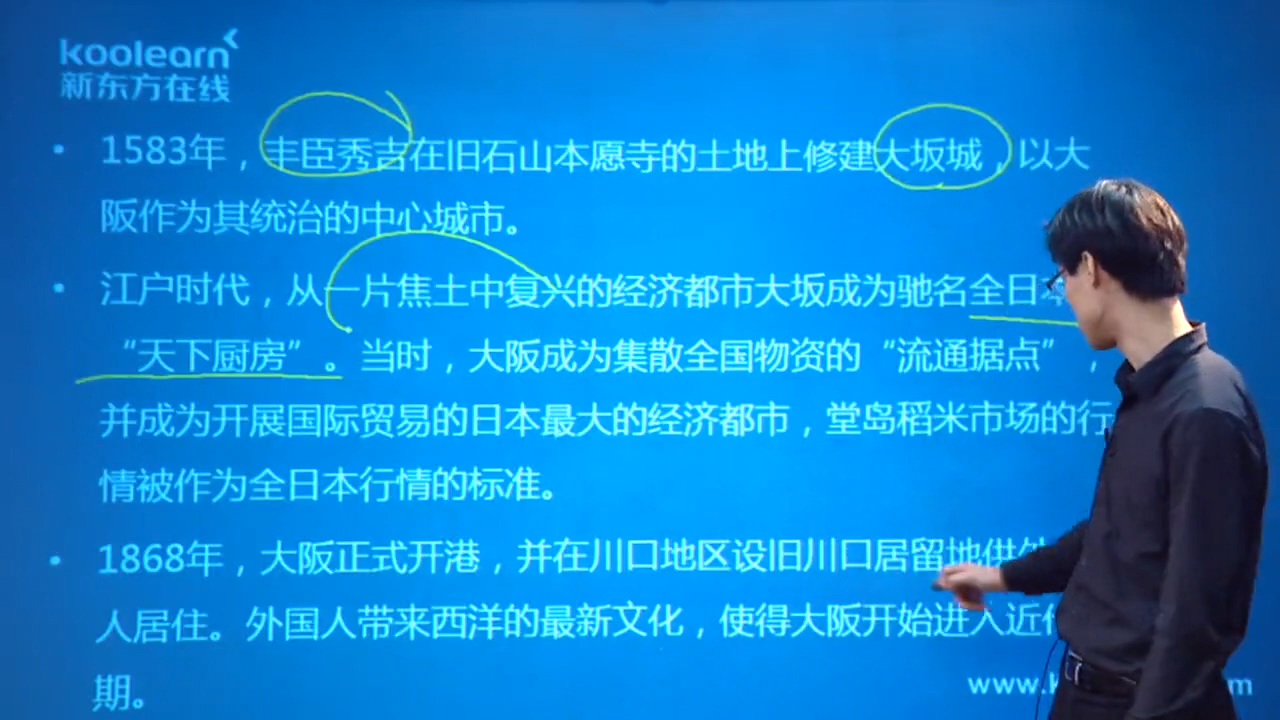 koolearn
新东方在线
• 1583年，丰臣秀吉在旧石山本愿寺的土地上修建大坂城，以大
阪作为其统治的中心城市。
• 江户时代，从一片焦土中复兴的经济都市大坂成为驰名全日本
“天下厨房”。当时，大阪成为集散全国物资的“流通据点”，
并成为开展国际贸易的日本最大的经济都市，堂岛稻米市场的行
情被作为全日本行情的标准。
• 1868年，大阪正式开港，并在川口地区设旧川口居留地供外
人居住。外国人带来西洋的最新文化，使得大阪开始进入近代
期。
www.k
m